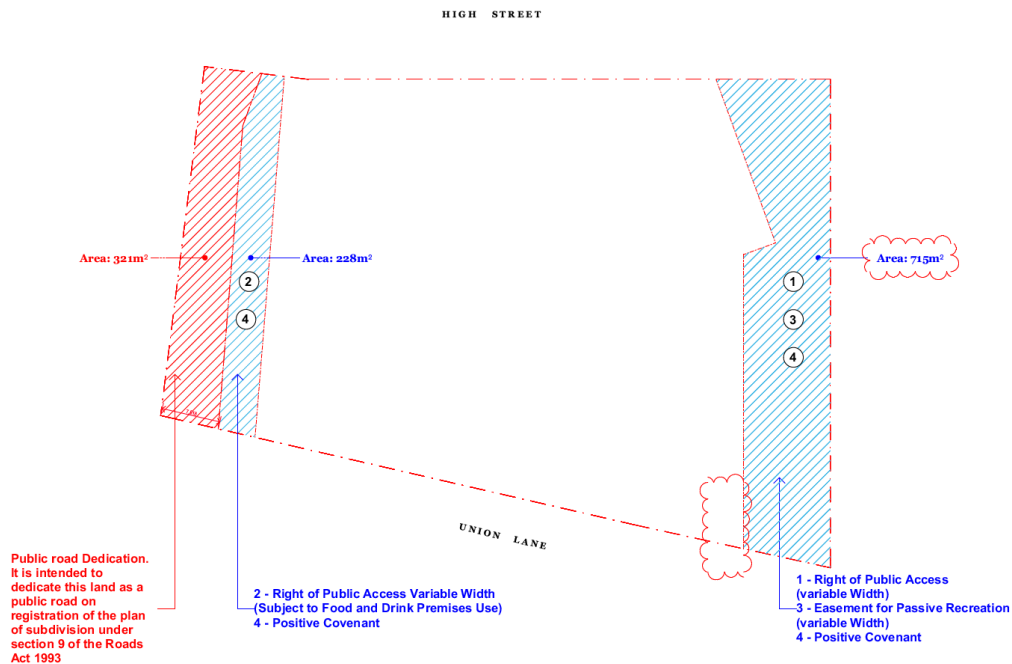 HIGH STREET
Area: 321m²
Area: 228m²
Area: 715m²
2
4
1
3
4
UNION LANE
Public road Dedication.
It is intended to
dedicate this land as a
public road on
registration of the plan
of subdivision under
section 9 of the Roads
Act 1993
2 - Right of Public Access Variable Width
(Subject to Food and Drink Premises Use)
4 - Positive Covenant
1 - Right of Public Access
(variable Width)
3 - Easement for Passive Recreation
(variable Width)
4 - Positive Covenant